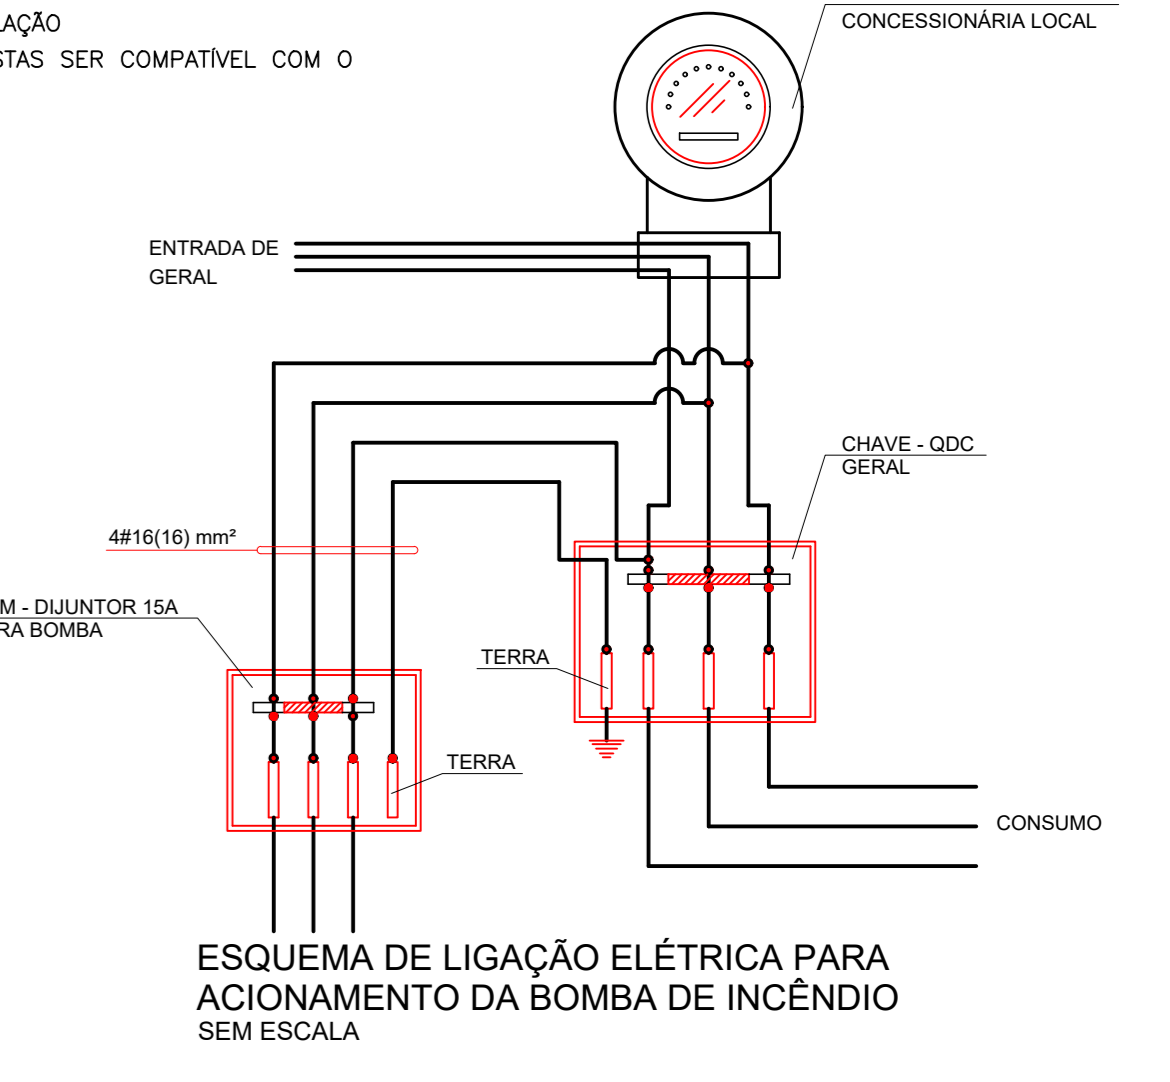 LAÇÃO
STAS SER COMPATÍVEL COM O
CONCESSIONÁRIA LOCAL
ENTRADA DE
GERAL
CHAVE - QDC
GERAL
4#16(16) mm²
M - DIJUNTOR 15A
RA BOMBA
TERRA
TERRA
CONSUMO
ESQUEMA DE LIGAÇÃO ELÉTRICA PARA
ACIONAMENTO DA BOMBA DE INCÊNDIO
SEM ESCALA